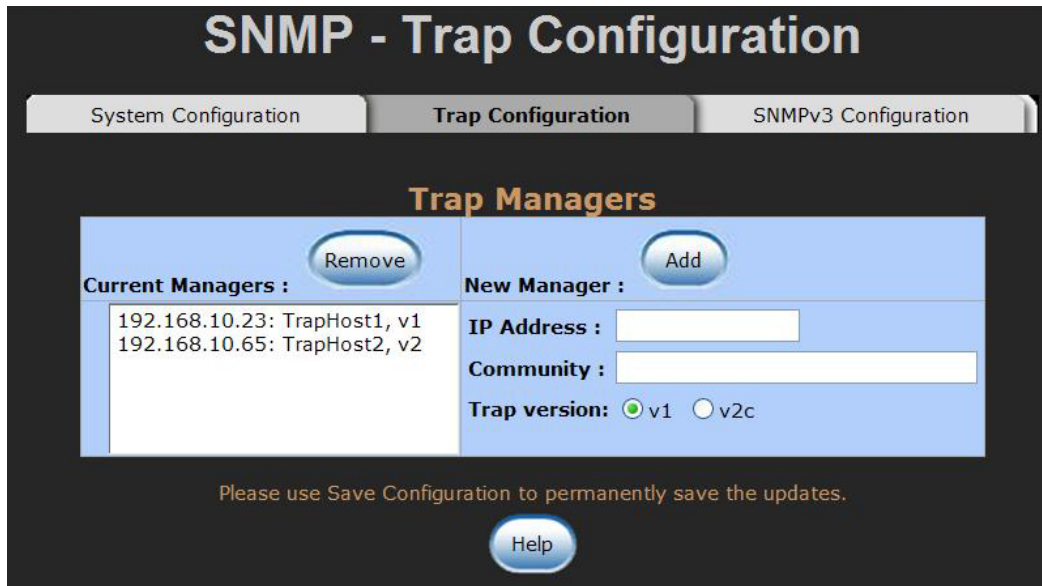 SNMP - Trap Configuration
System Configuration
Trap Configuration
SNMPv3 Configuration
Trap Managers
Remove
Current Managers :
Add
New Manager :
192.168.10.23: TrapHost1, v1
192.168.10.65: TrapHost2, v2
IP Address :
Community :
Trap version: v1 v2c
Please use Save Configuration to permanently save the updates.
Help